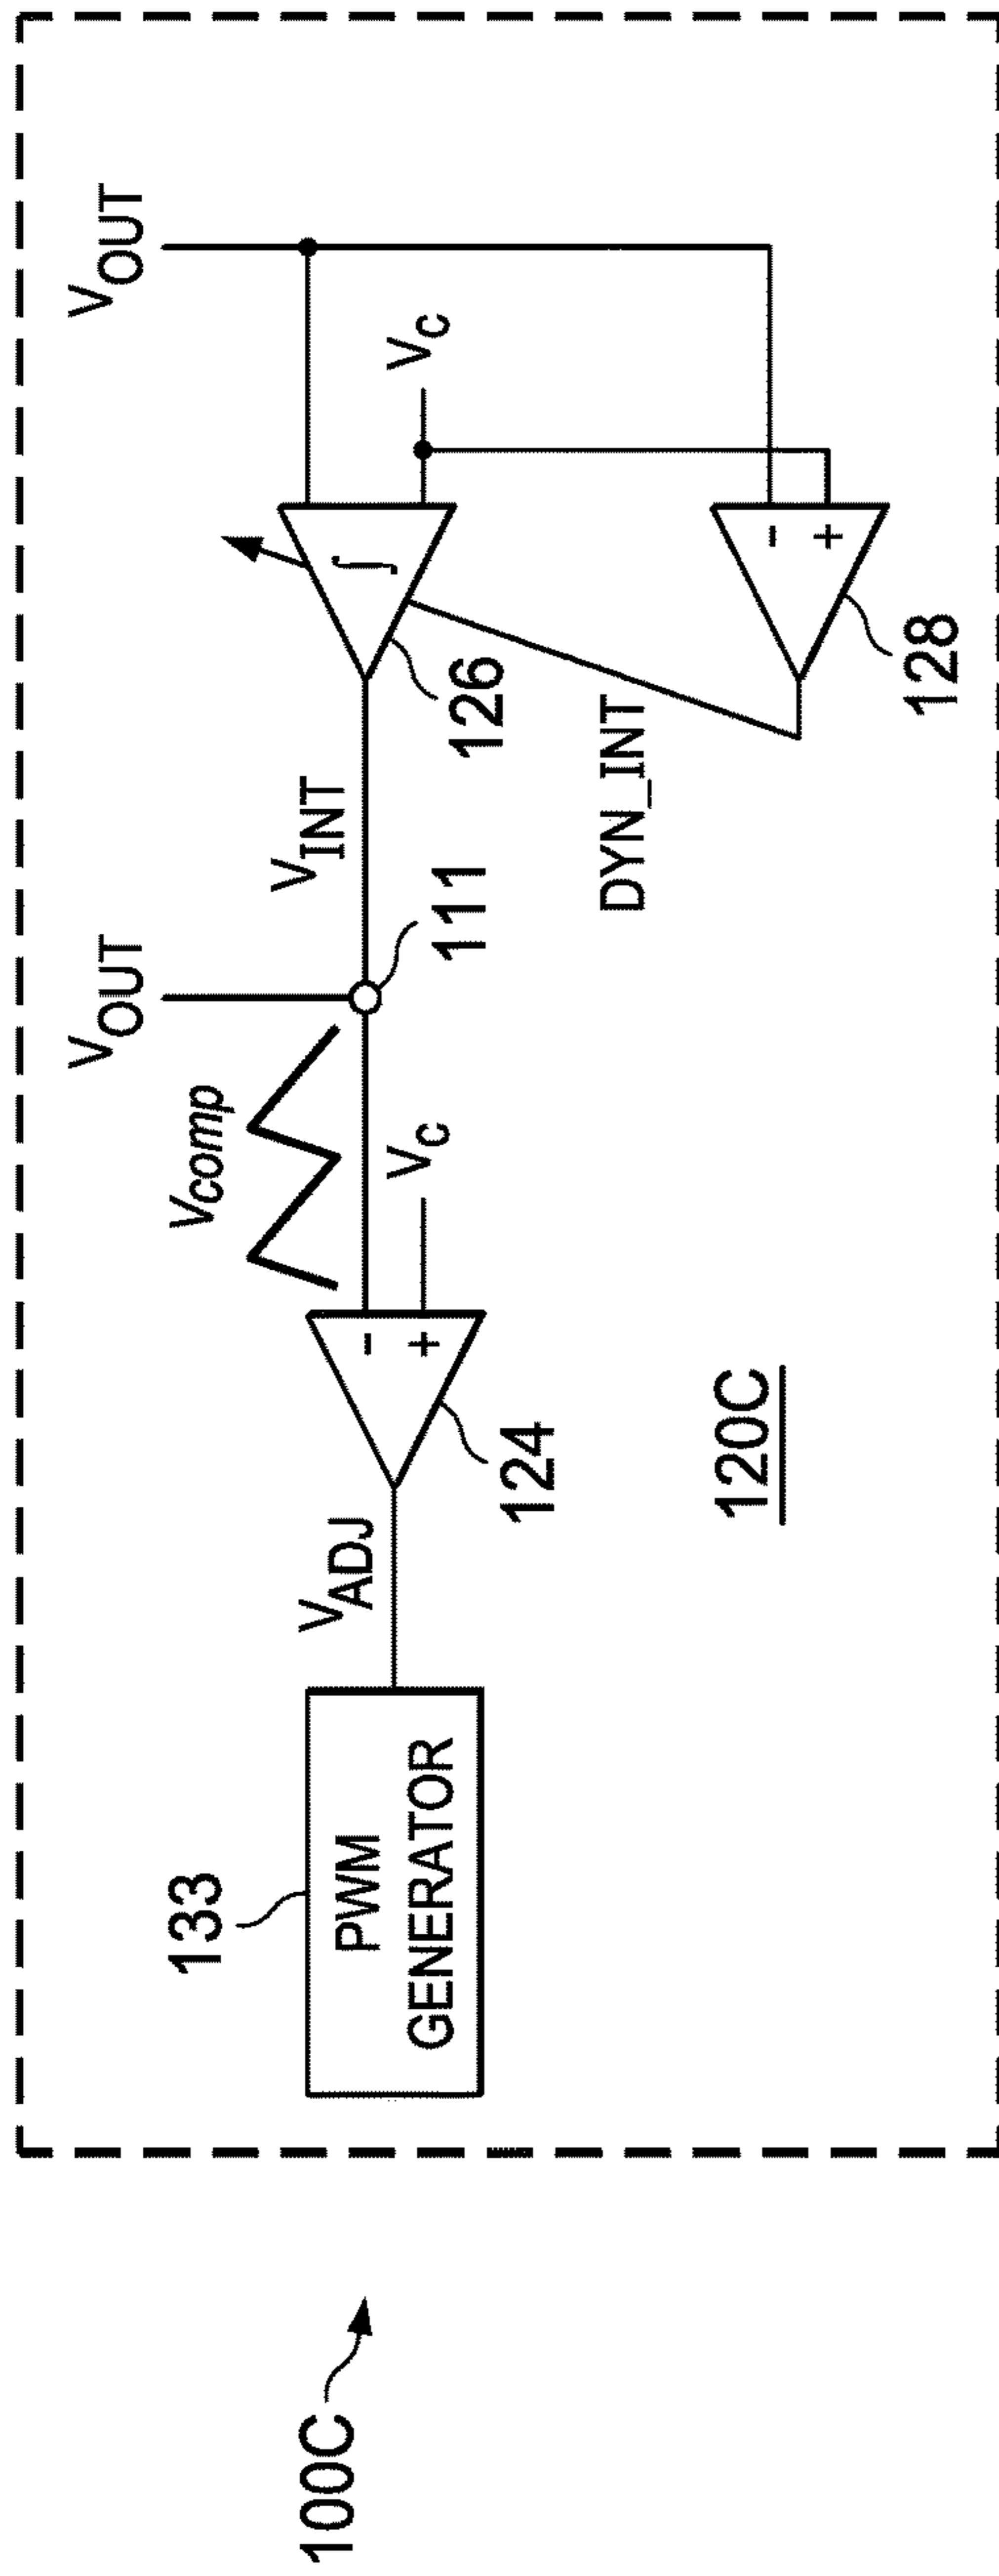 100C
133
PWM
GENERATOR
VADJ
124
- +
Vcomp
VC
VOUT
111
VINT
126
∫
VC
VOUT
DYN_INT
128
- +
120C